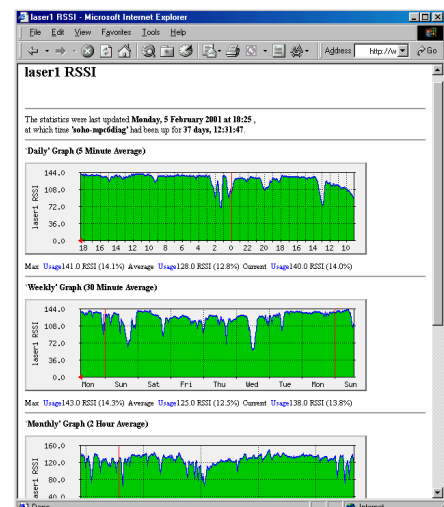 laser1 RSSI - Microsoft Internet Explorer
File Edit View Favorites Tools Help
Address http://w Go
laser1 RSSI
The statistics were last updated Monday, 5 February 2001 at 18:25 ,
at which time 'soho-mpc6diag' had been up for 37 days, 12:31:47.
`Daily' Graph (5 Minute Average)
laser1 RSSI
144.0
108.0
72.0
36.0
0.0
18 16 14 12 10 8 6 4 2 0 22 20 18 16 14 12 10
Max Usage141.0 RSSI (14.1%) Average Usage128.0 RSSI (12.8%) Current Usage140.0 RSSI (14.0%)
`Weekly' Graph (30 Minute Average)
laser1 RSSI
144.0
108.0
72.0
36.0
0.0
Mon Sun Sat Fri Thu Wed Tue Mon Sun
Max Usage143.0 RSSI (14.3%) Average Usage125.0 RSSI (12.5%) Current Usage138.0 RSSI (13.8%)
`Monthly' Graph (2 Hour Average)
aser1 RSSI
160.0
120.0
80.0
40.0
Done Internet